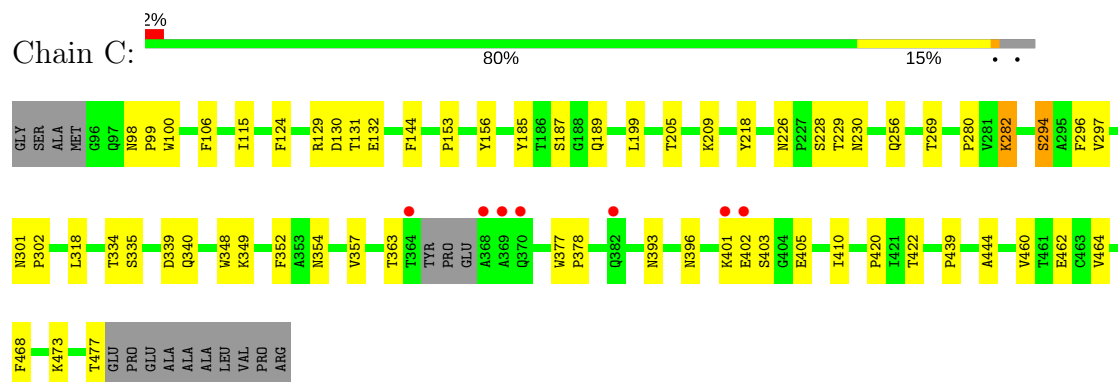 2%
Chain C:
80% 15% • •
GLY SER ALA MET G96 Q97 N98 P99 W100 F106 I115 F124 R129 D130 T131 E132 F144 P153 Y156 Y185 T186 S187 G188 Q189 L199 T205 K209 Y218 N226 P227 S228 T229 N230 Q256 T269 P280 V281 K282 S294 A295 F296 V297
N301 P302 L318 T334 S335 D339 Q340 W348 K349 F352 A353 N354 V357 T363 T364 TYR PRO GLU A368 A369 Q370 W377 P378 Q382 N393 N396 K401 E402 S403 G404 E405 I410 P420 I421 T422 P439 A444 V460 T461 E462 C463 V464
F468 K473 T477 GLU PRO GLU ALA ALA ALA LEU VAL PRO ARG